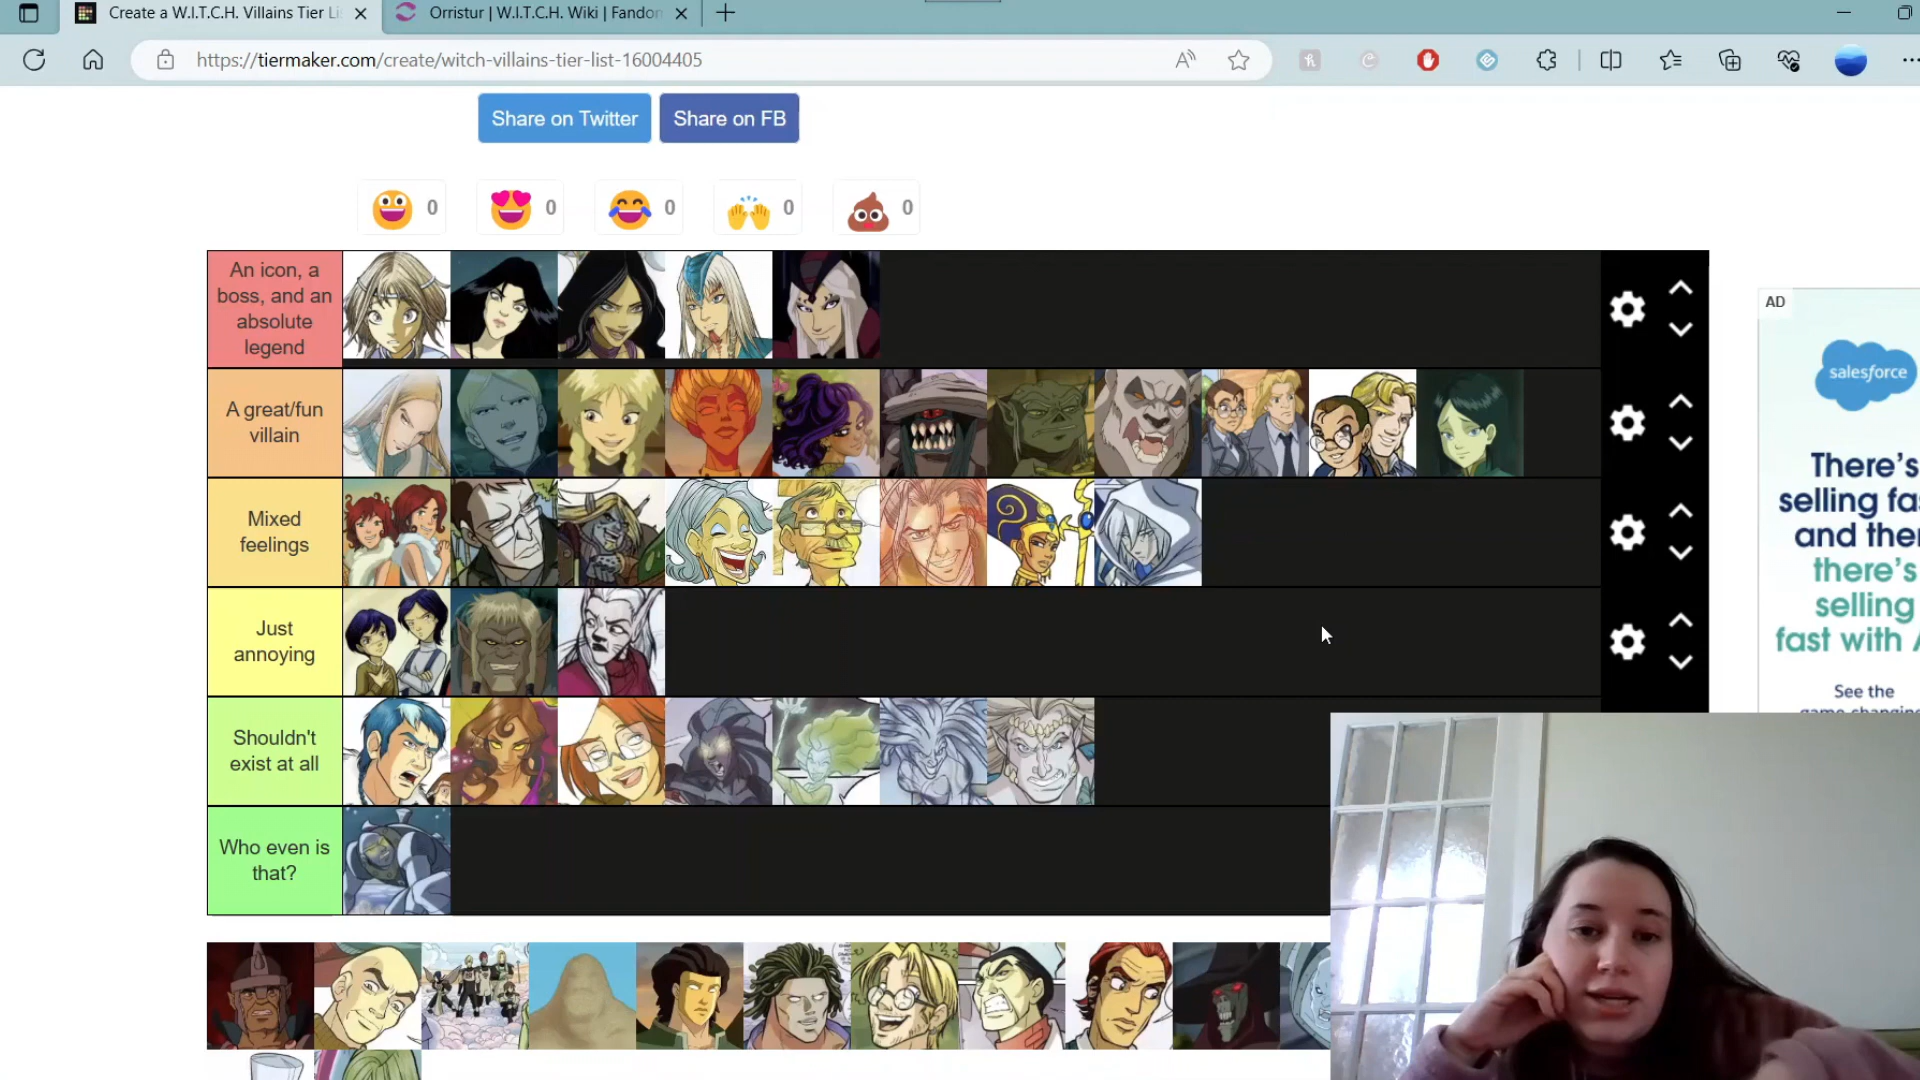 Create a W.I.T.C.H. Villains Tier Li
Orristur | W.I.T.C.H. Wiki | Fandom
https://tiermaker.com/create/witch-villains-tier-list-16004405
Share on Twitter
Share on FB
0
0
0
0
0
An icon, a
boss, and an
absolute
legend
A great/fun
villain
Mixed
feelings
Just
annoying
Shouldn't
exist at all
Who even is
that?
AD
salesforce
There's
selling fas
and ther
there's
selling
fast with A
See the